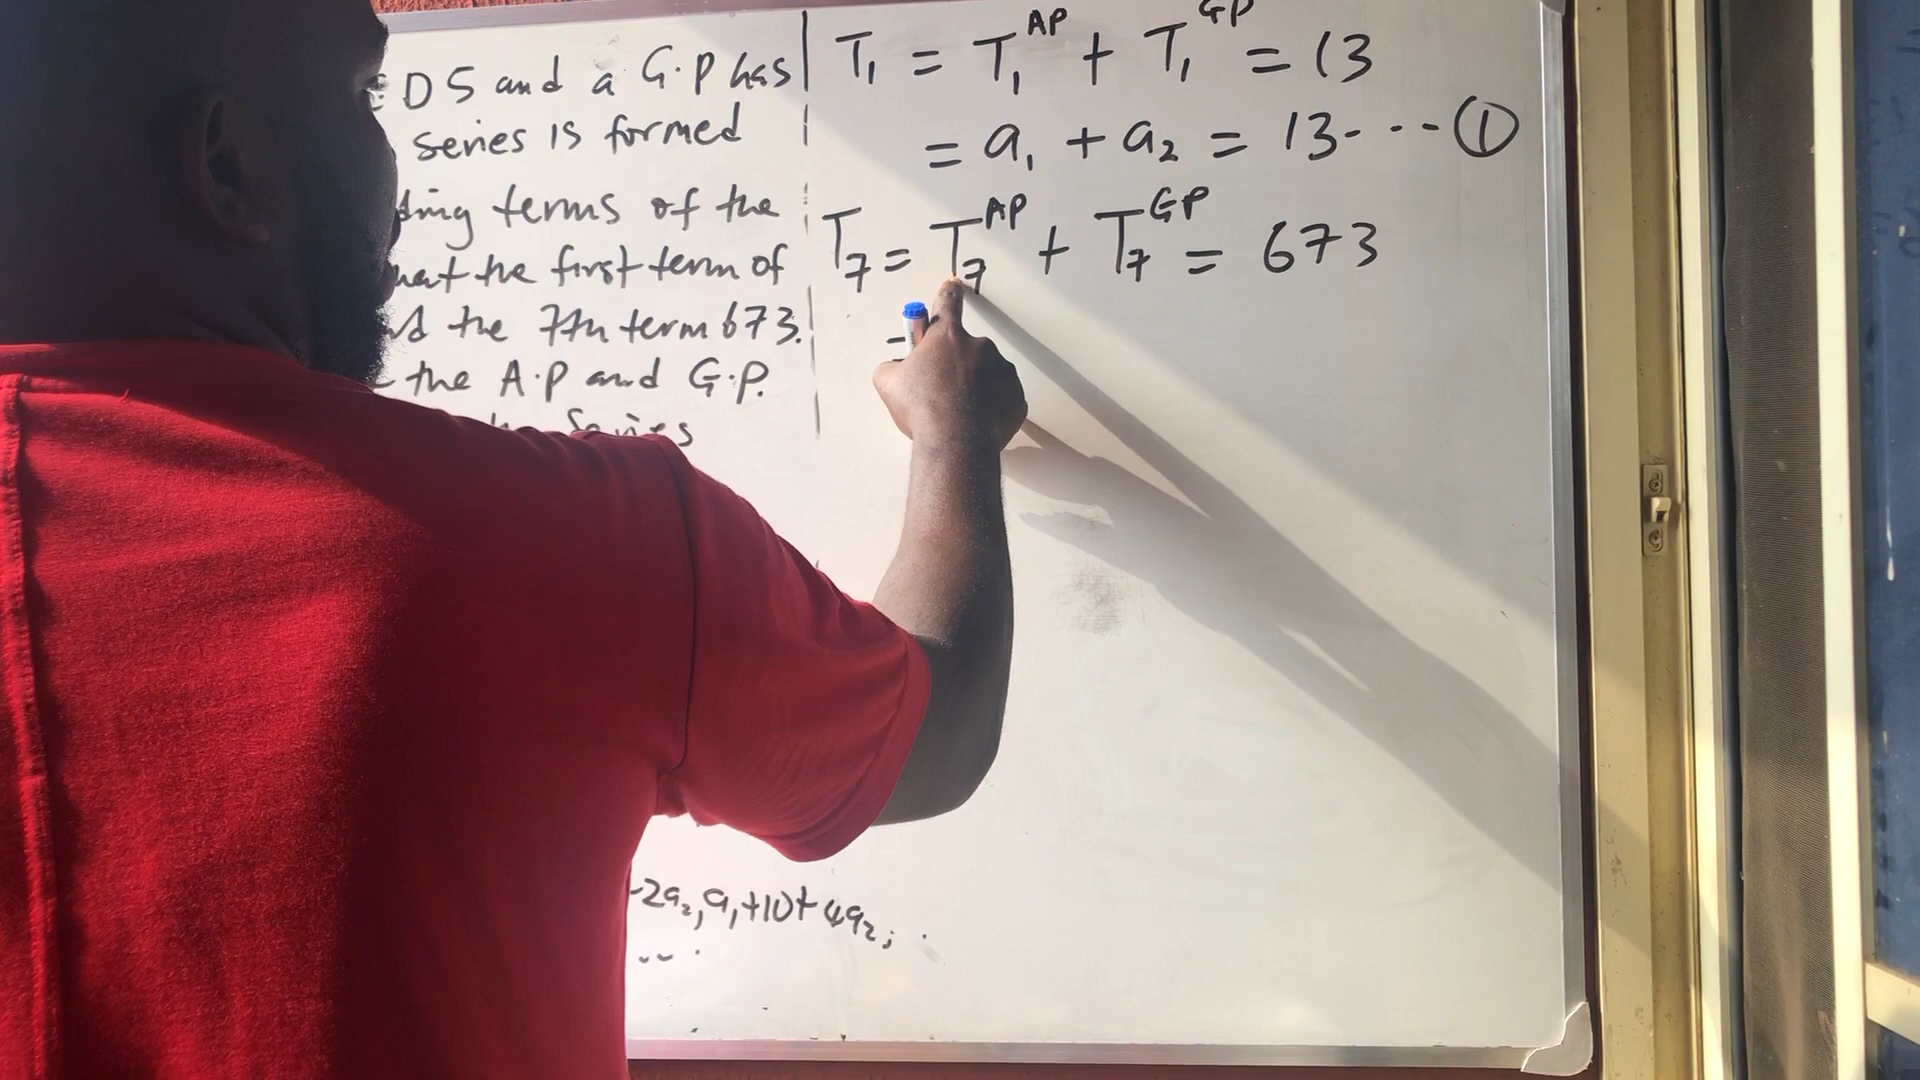 D 5 and a G.P has
series is formed
terms of the
the first term of
the 7th term 673.
the A.P and G.P.
Series
-2a₂, a₁+10+4a₂, .
T₁ = T₁^AP + T₁^GP = 13
= a₁ + a₂ = 13 - - - ①
T₇ = T₇^AP + T₇^GP = 673
=